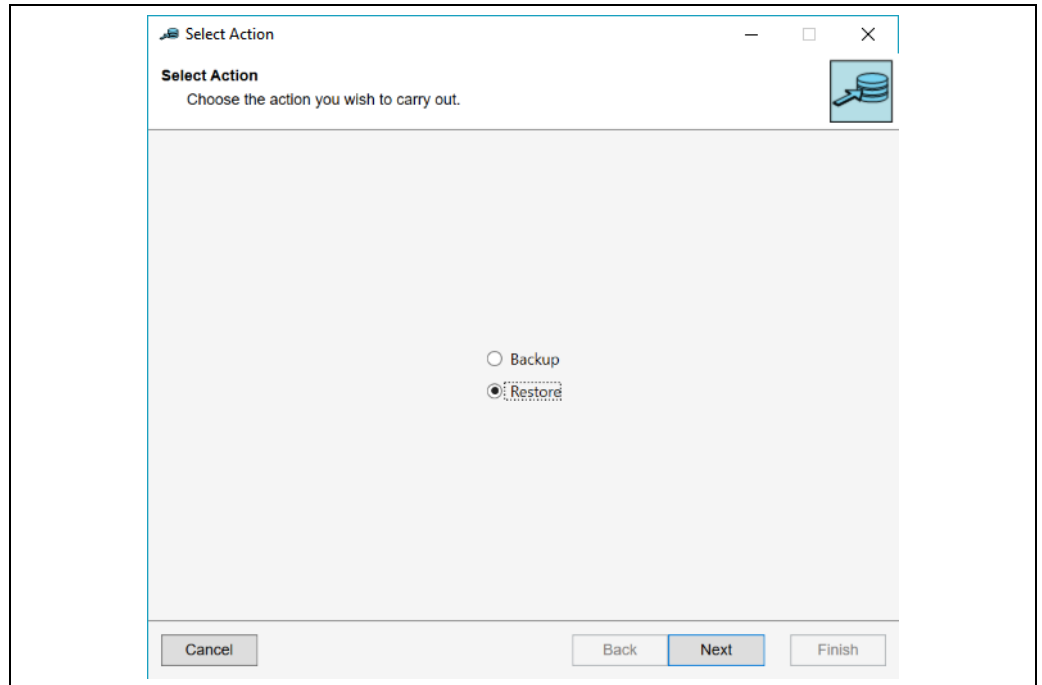 Select Action
Select Action
Choose the action you wish to carry out.
Backup
Restore
Cancel
Back
Next
Finish